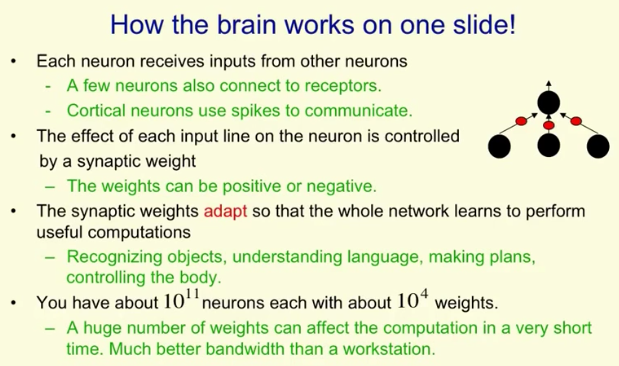 How the brain works on one slide!
• Each neuron receives inputs from other neurons
- A few neurons also connect to receptors.
- Cortical neurons use spikes to communicate.
• The effect of each input line on the neuron is controlled
by a synaptic weight
– The weights can be positive or negative.
• The synaptic weights adapt so that the whole network learns to perform
useful computations
– Recognizing objects, understanding language, making plans,
controlling the body.
• You have about 10¹¹ neurons each with about 10⁴ weights.
– A huge number of weights can affect the computation in a very short
time. Much better bandwidth than a workstation.